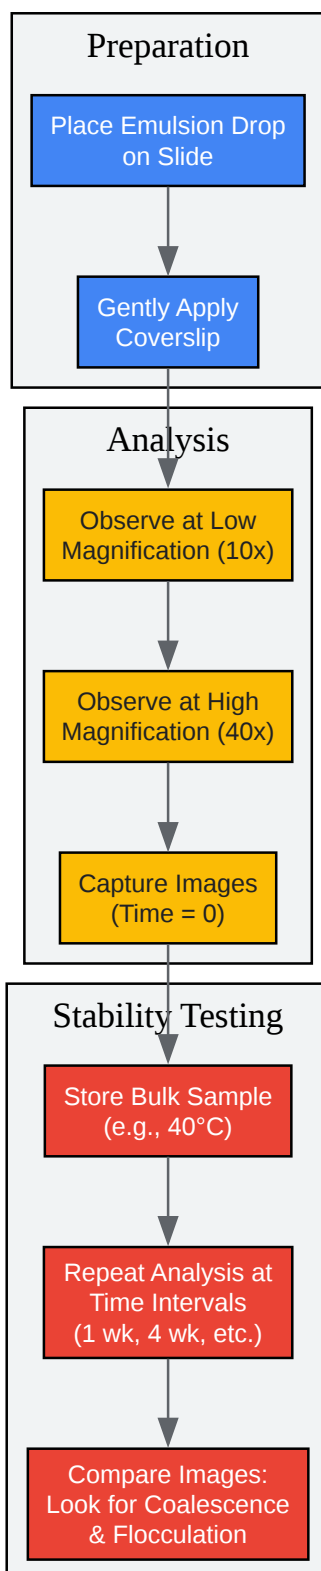 Preparation
Place Emulsion Drop
on Slide
Gently Apply
Coverslip
Analysis
Observe at Low
Magnification (10x)
Observe at High
Magnification (40x)
Capture Images
(Time = 0)
Stability Testing
Store Bulk Sample
(e.g., 40°C)
Repeat Analysis at
Time Intervals
(1 wk, 4 wk, etc.)
Compare Images:
Look for Coalescence
& Flocculation